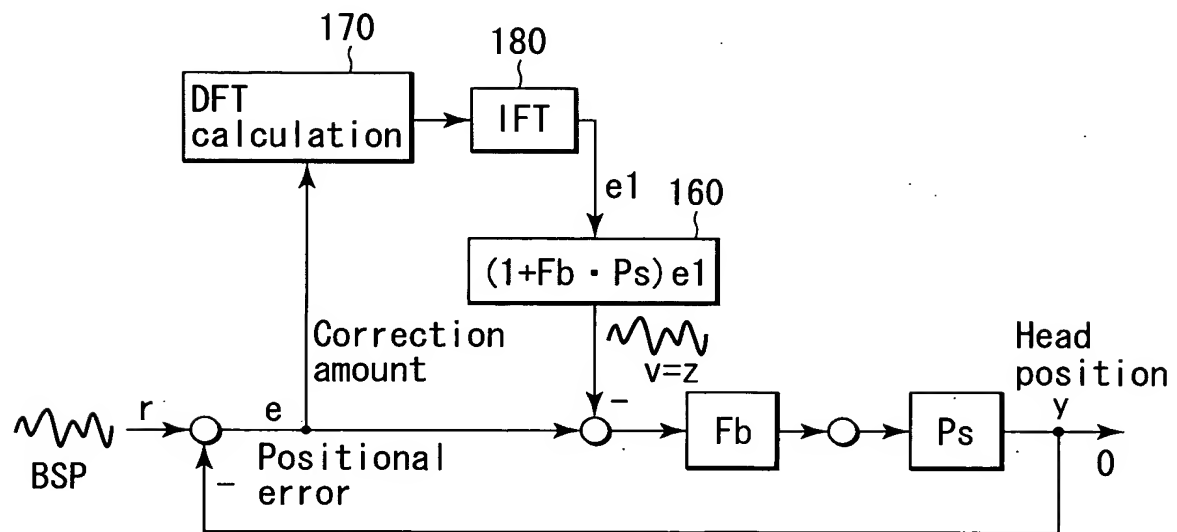 170
180
DFT
calculation
IFT
e1
160
(1+Fb・Ps)e1
Correction
amount
v=z
Head
position
r
e
−
Fb
Ps
y
BSP
Positional
error
−
0